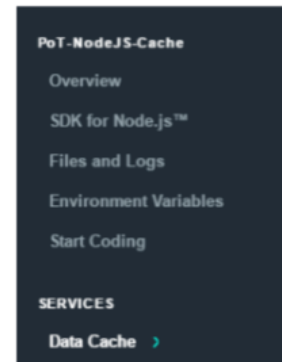 PoT-NodeJS-Cache
Overview
SDK for Node.js™
Files and Logs
Environment Variables
Start Coding
SERVICES
Data Cache ›